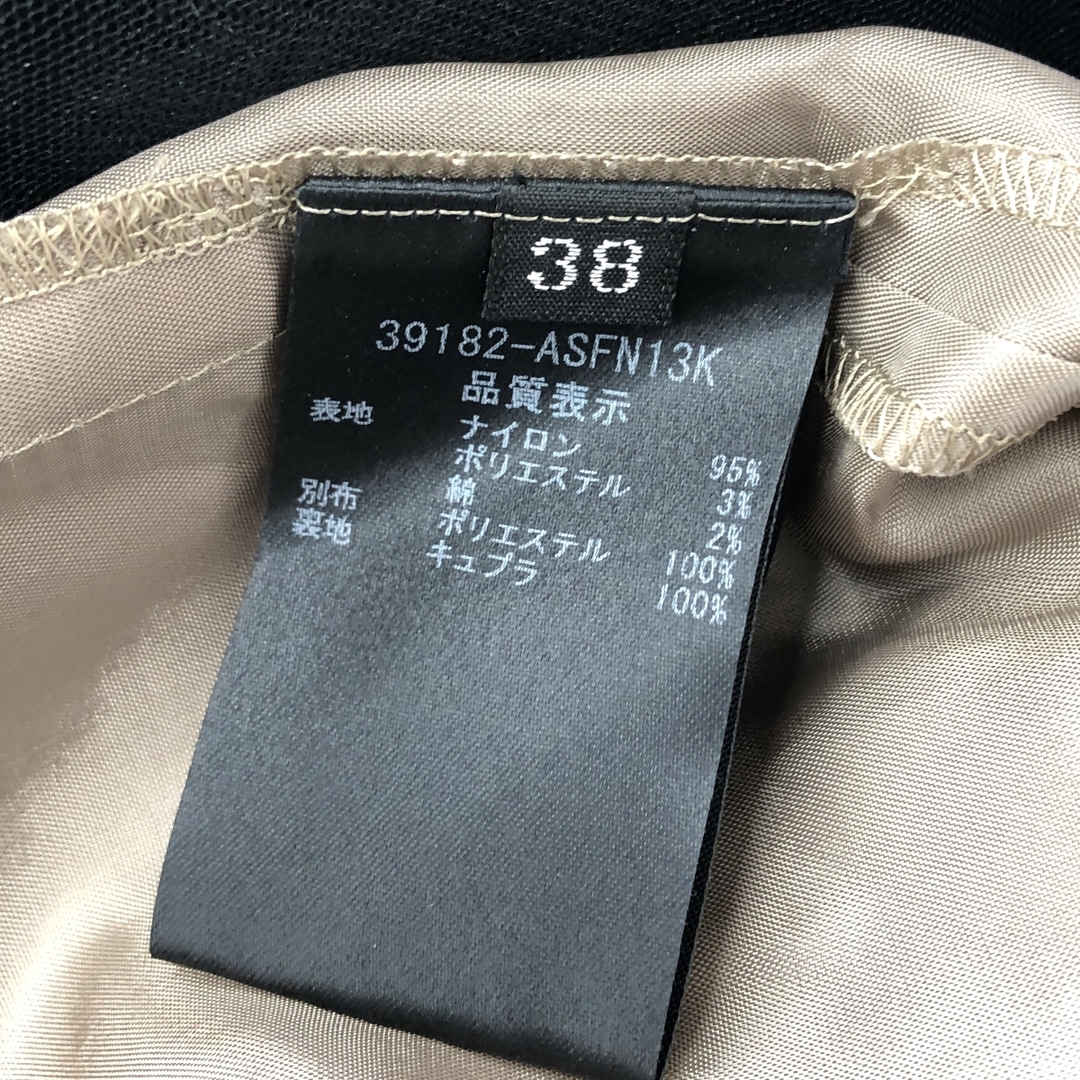 38
39182-ASFN13K
品質表示
表地 ナイロン 95%
ポリエステル 3%
綿 2%
別布 ポリエステル 100%
裏地 キュプラ 100%